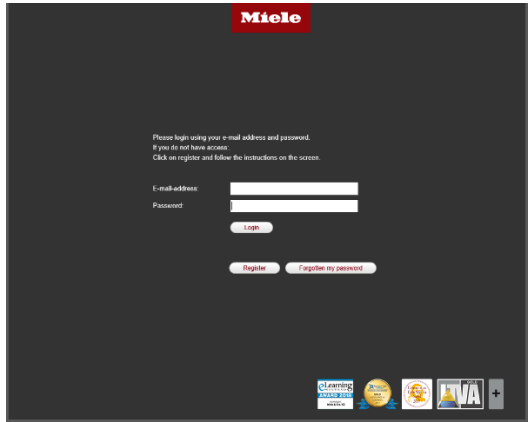 Miele
Please login using your e-mail address and password.
If you do not have access:
Click on register and follow the instructions on the screen.
E-mail-address:
Password:
Login
Register
Forgotten my password
eLearning
AWARD 2015
+